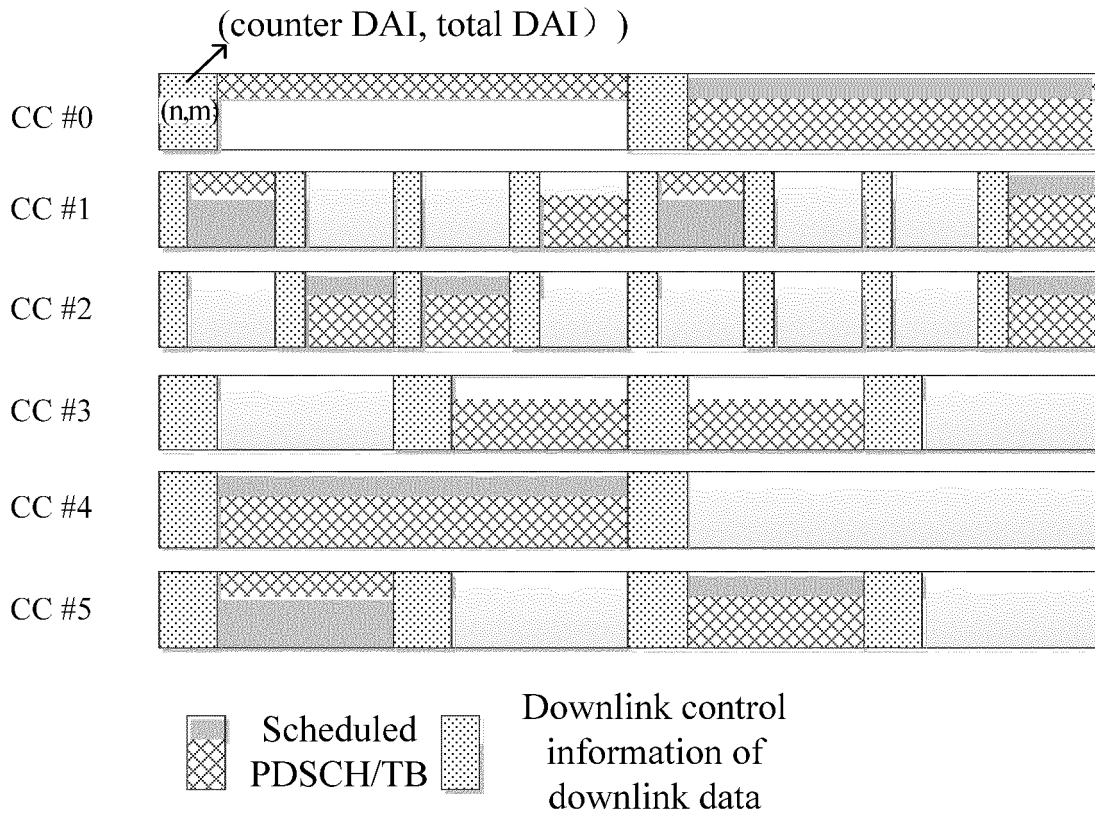 (counter DAI, total DAI） )
CC #0
(n,m)
CC #1
CC #2
CC #3
CC #4
CC #5
Scheduled
PDSCH/TB
Downlink control
information of
downlink data